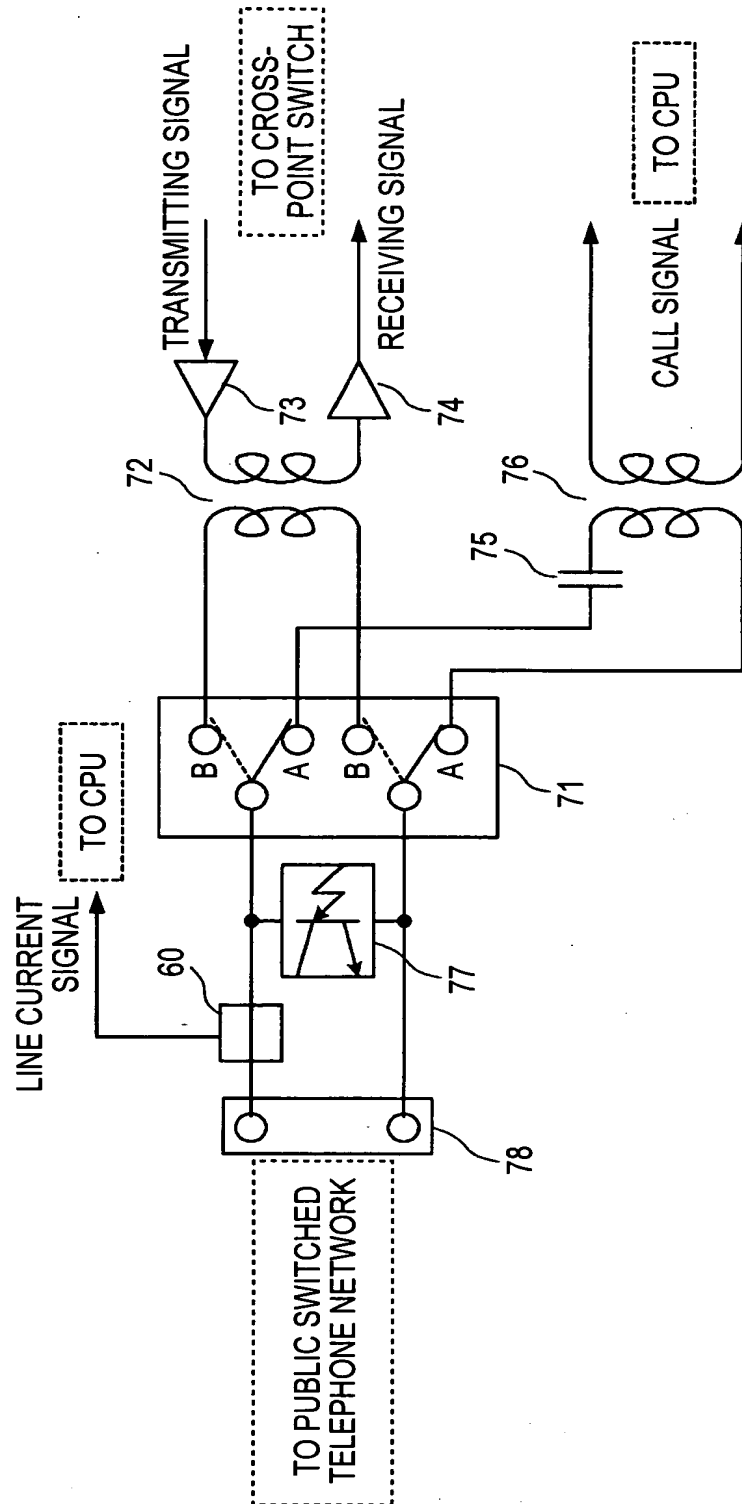 LINE CURRENT
SIGNAL
TO CPU
60
TRANSMITTING SIGNAL
TO CROSS-
POINT SWITCH
RECEIVING SIGNAL
72
73
74
B
A
B
A
71
77
78
TO PUBLIC SWITCHED
TELEPHONE NETWORK
75
76
CALL SIGNAL
TO CPU